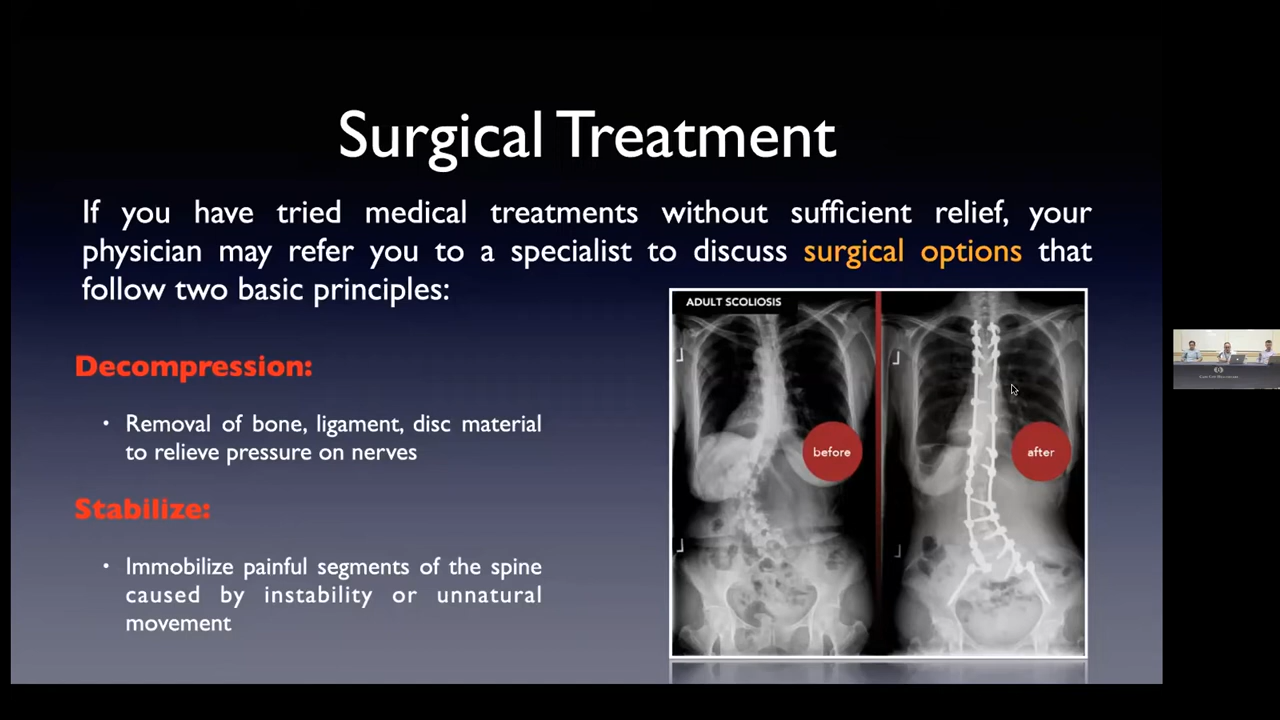 Surgical Treatment
If you have tried medical treatments without sufficient relief, your
physician may refer you to a specialist to discuss surgical options that
follow two basic principles:
Decompression:
• Removal of bone, ligament, disc material
to relieve pressure on nerves
Stabilize:
• Immobilize painful segments of the spine
caused by instability or unnatural
movement
ADULT SCOLIOSIS
before
after